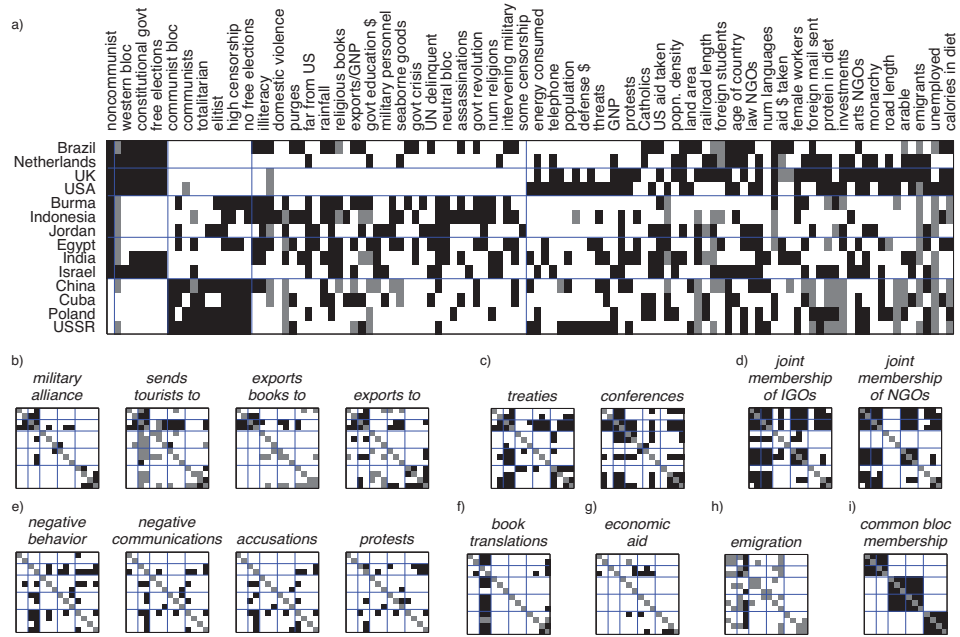 a)
noncommunist
western bloc
constitutional govt
free elections
communist bloc
communists
totalitarian
elitist
high censorship
no free elections
illiteracy
domestic violence
purges
far from US
rainfall
religious books
exports/GNP
govt education $
military personnel
seaborne goods
govt crisis
UN delinquent
neutral bloc
assassinations
govt revolution
num religions
intervening military
some censorship
energy consumed
telephone
population
defense $
threats
GNP
protests
Catholics
US aid taken
pop. density
land area
railroad length
foreign students
age of country
law NGOs
num languages
aid $ taken
female workers
foreign mail sent
protein in diet
investments
arts NGOs
monarchy
road length
arable
emigrants
unemployed
calories in diet
Brazil
Netherlands
UK
USA
Burma
Indonesia
Jordan
Egypt
India
Israel
China
Cuba
Poland
USSR
b)
military
alliance
sends
tourists to
exports
books to
exports to
c)
treaties
conferences
d)
joint
membership
of IGOs
joint
membership
of NGOs
e)
negative
behavior
negative
communications
accusations
protests
f)
book
translations
g)
economic
aid
h)
emigration
i)
common bloc
membership